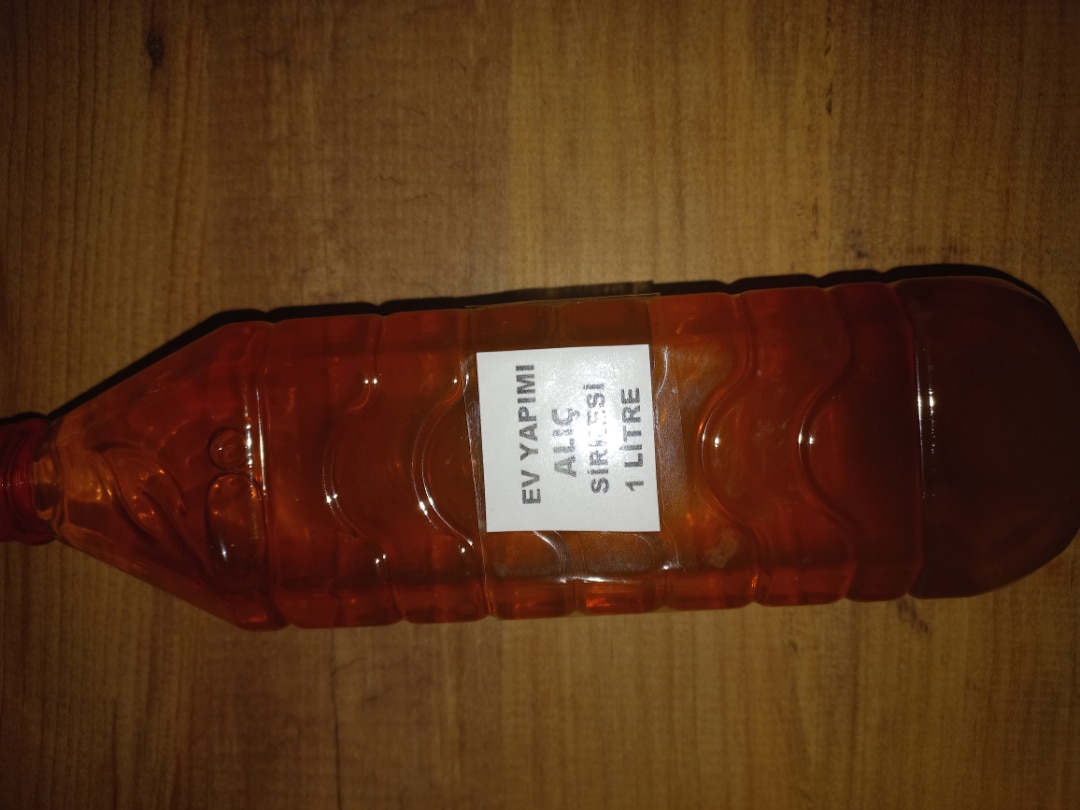 EV YAPIMI
ALIÇ
SİRKESİ
1 LİTRE